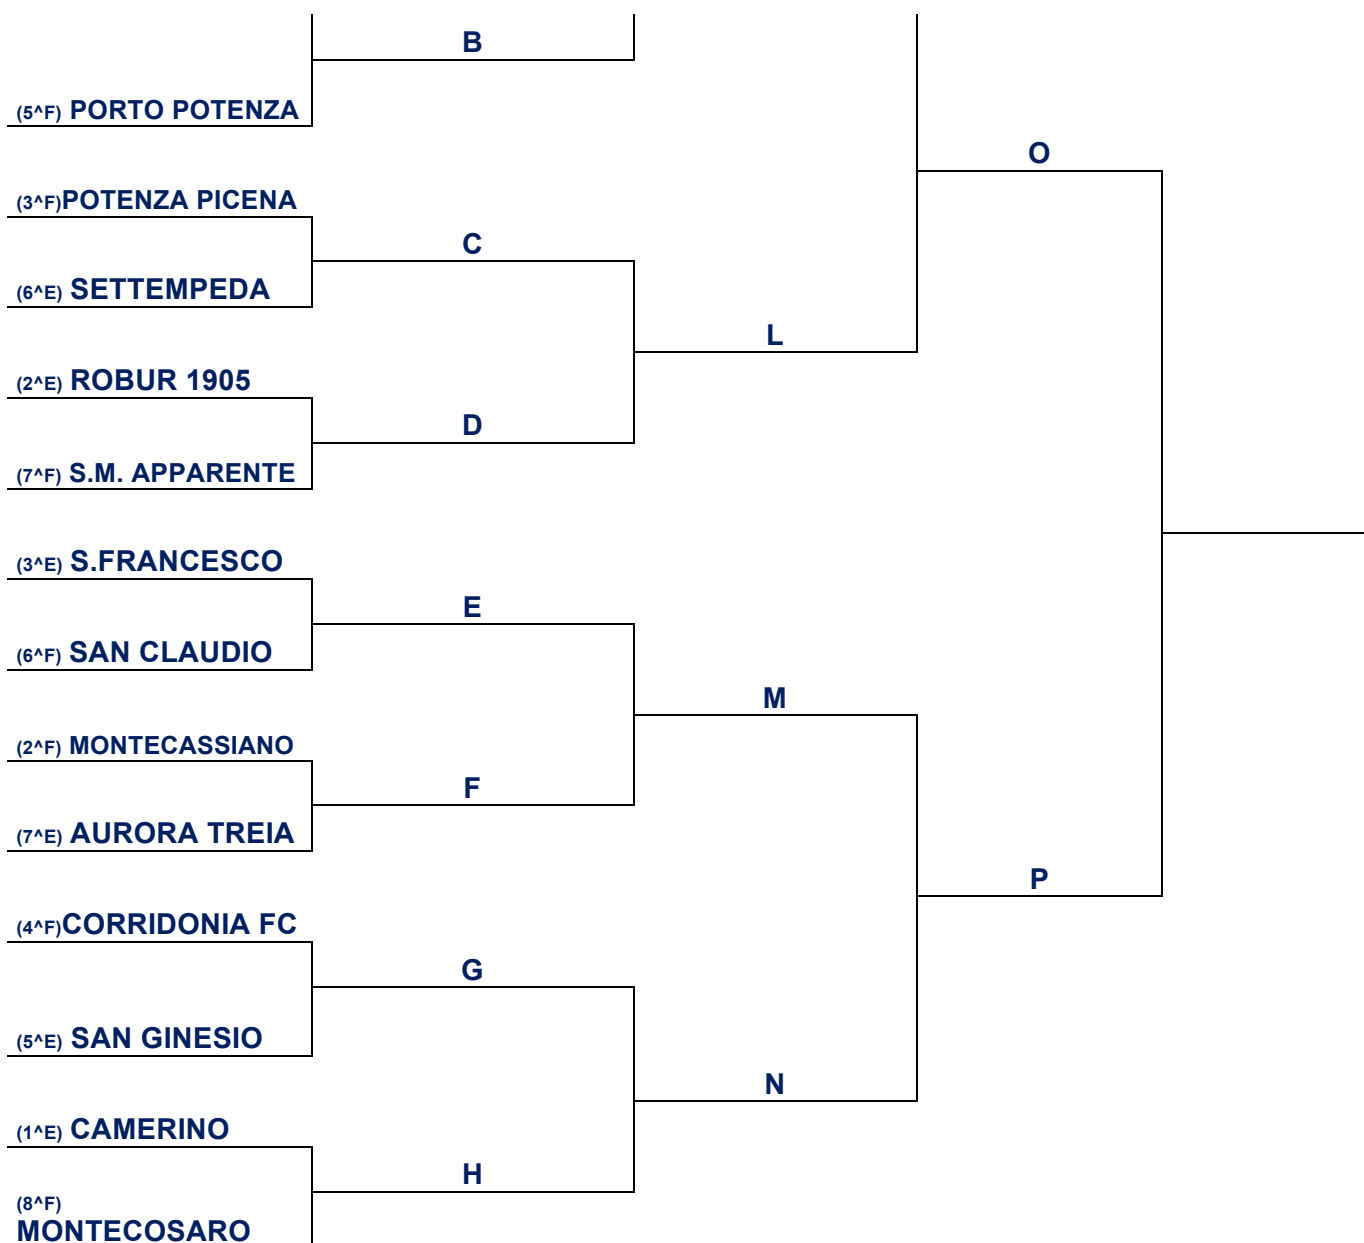 B
(5^F) PORTO POTENZA
O
(3^F)POTENZA PICENA
C
(6^E) SETTEMPEDA
L
(2^E) ROBUR 1905
D
(7^F) S.M. APPARENTE
(3^E) S.FRANCESCO
E
(6^F) SAN CLAUDIO
M
(2^F) MONTECASSIANO
F
(7^E) AURORA TREIA
P
(4^F)CORRIDONIA FC
G
(5^E) SAN GINESIO
N
(1^E) CAMERINO
H
(8^F)
MONTECOSARO